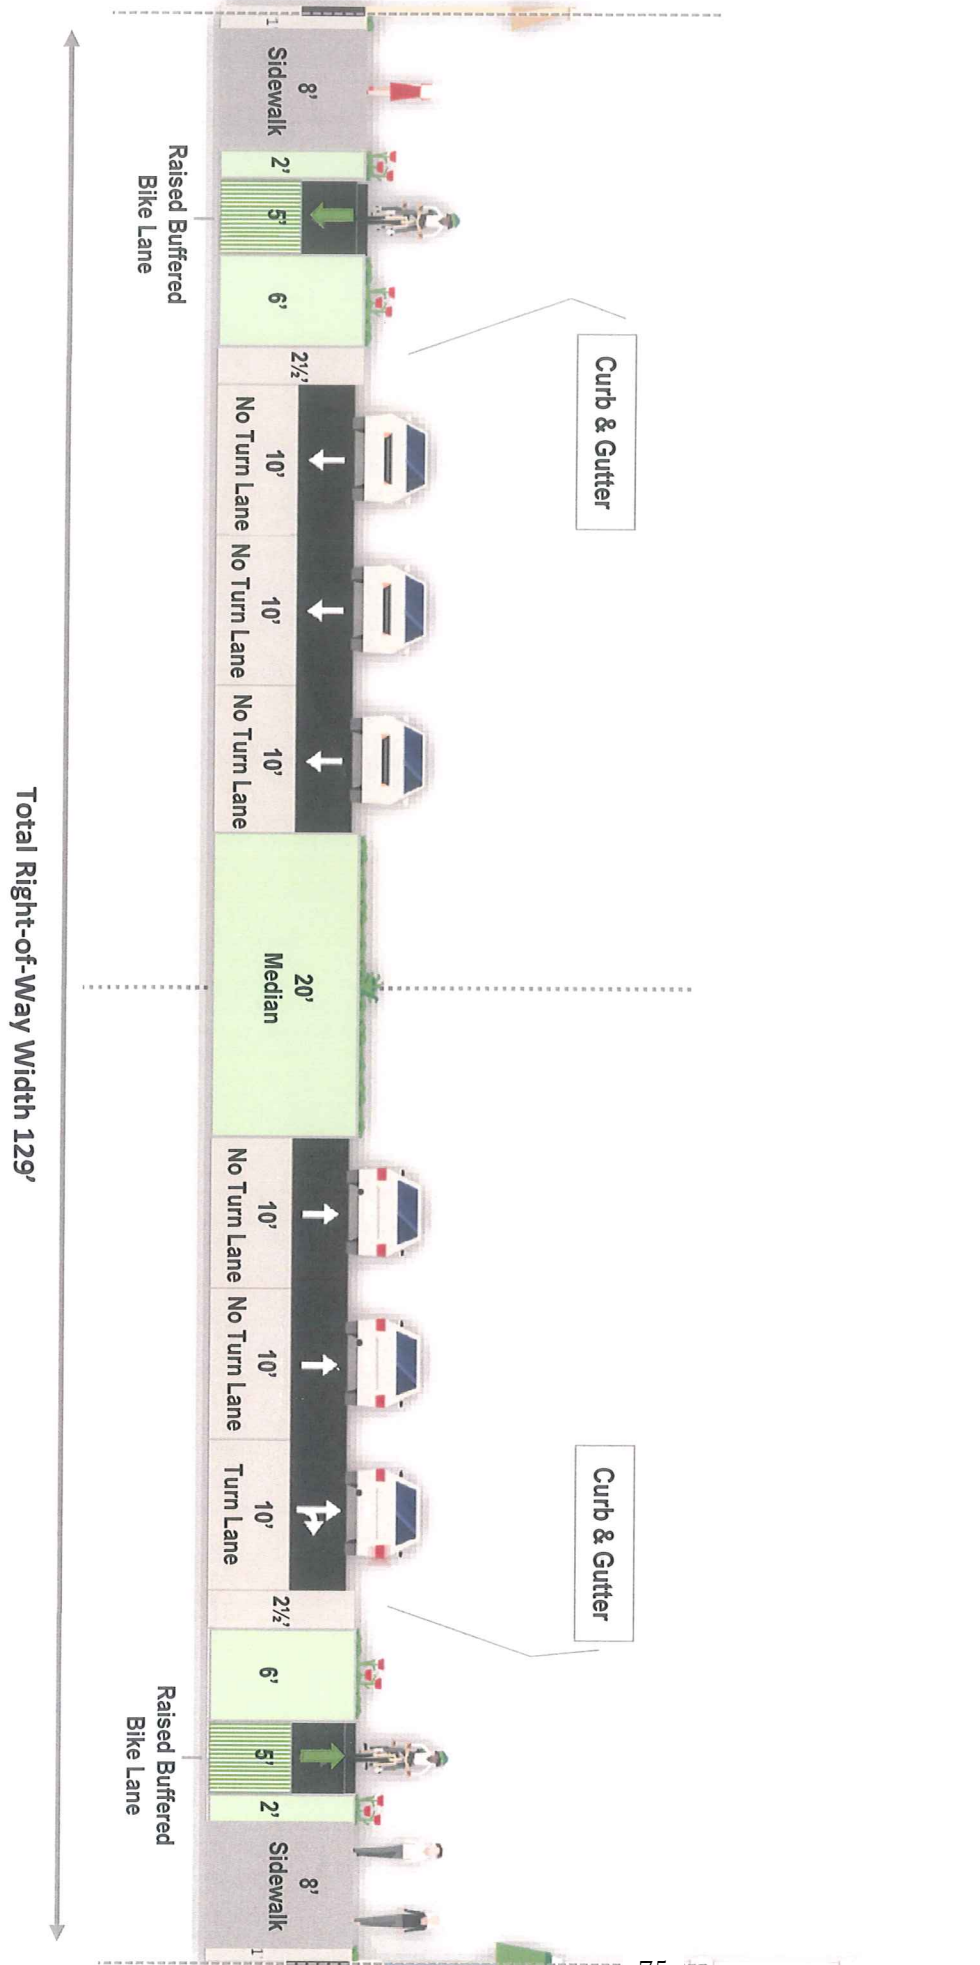 Curb & Gutter
Curb & Gutter
1'
8'
Sidewalk
2'
5'
6'
2½'
10'
No Turn Lane
10'
No Turn Lane
10'
No Turn Lane
20'
Median
10'
No Turn Lane
10'
No Turn Lane
10'
Turn Lane
2½'
6'
5'
2'
8'
Sidewalk
1'
Raised Buffered
Bike Lane
Raised Buffered
Bike Lane
Total Right-of-Way Width 129'